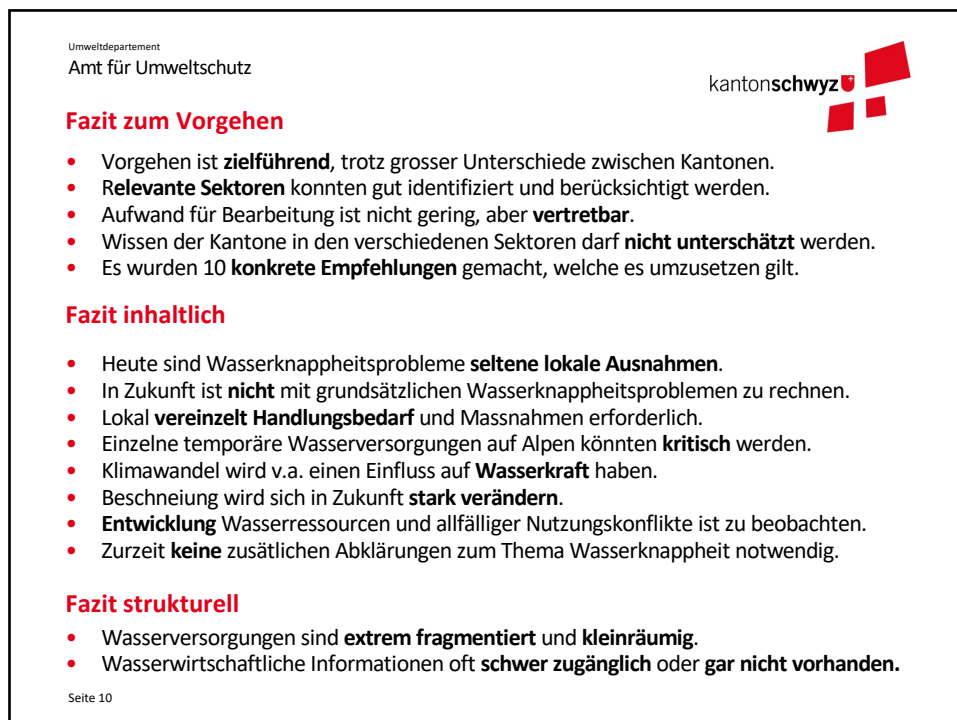 Umweltdepartement
Amt für Umweltschutz
kantonschwyz
Fazit zum Vorgehen
• Vorgehen ist zielführend, trotz grosser Unterschiede zwischen Kantonen.
• Relevante Sektoren konnten gut identifiziert und berücksichtigt werden.
• Aufwand für Bearbeitung ist nicht gering, aber vertretbar.
• Wissen der Kantone in den verschiedenen Sektoren darf nicht unterschätzt werden.
• Es wurden 10 konkrete Empfehlungen gemacht, welche es umzusetzen gilt.
Fazit inhaltlich
• Heute sind Wasserknappheitsprobleme seltene lokale Ausnahmen.
• In Zukunft ist nicht mit grundsätzlichen Wasserknappheitsproblemen zu rechnen.
• Lokal vereinzelt Handlungsbedarf und Massnahmen erforderlich.
• Einzelne temporäre Wasserversorgungen auf Alpen könnten kritisch werden.
• Klimawandel wird v.a. einen Einfluss auf Wasserkraft haben.
• Beschneiung wird sich in Zukunft stark verändern.
• Entwicklung Wasserressourcen und allfälliger Nutzungskonflikte ist zu beobachten.
• Zurzeit keine zusätlichen Abklärungen zum Thema Wasserknappheit notwendig.
Fazit strukturell
• Wasserversorgungen sind extrem fragmentiert und kleinräumig.
• Wasserwirtschaftliche Informationen oft schwer zugänglich oder gar nicht vorhanden.
Seite 10